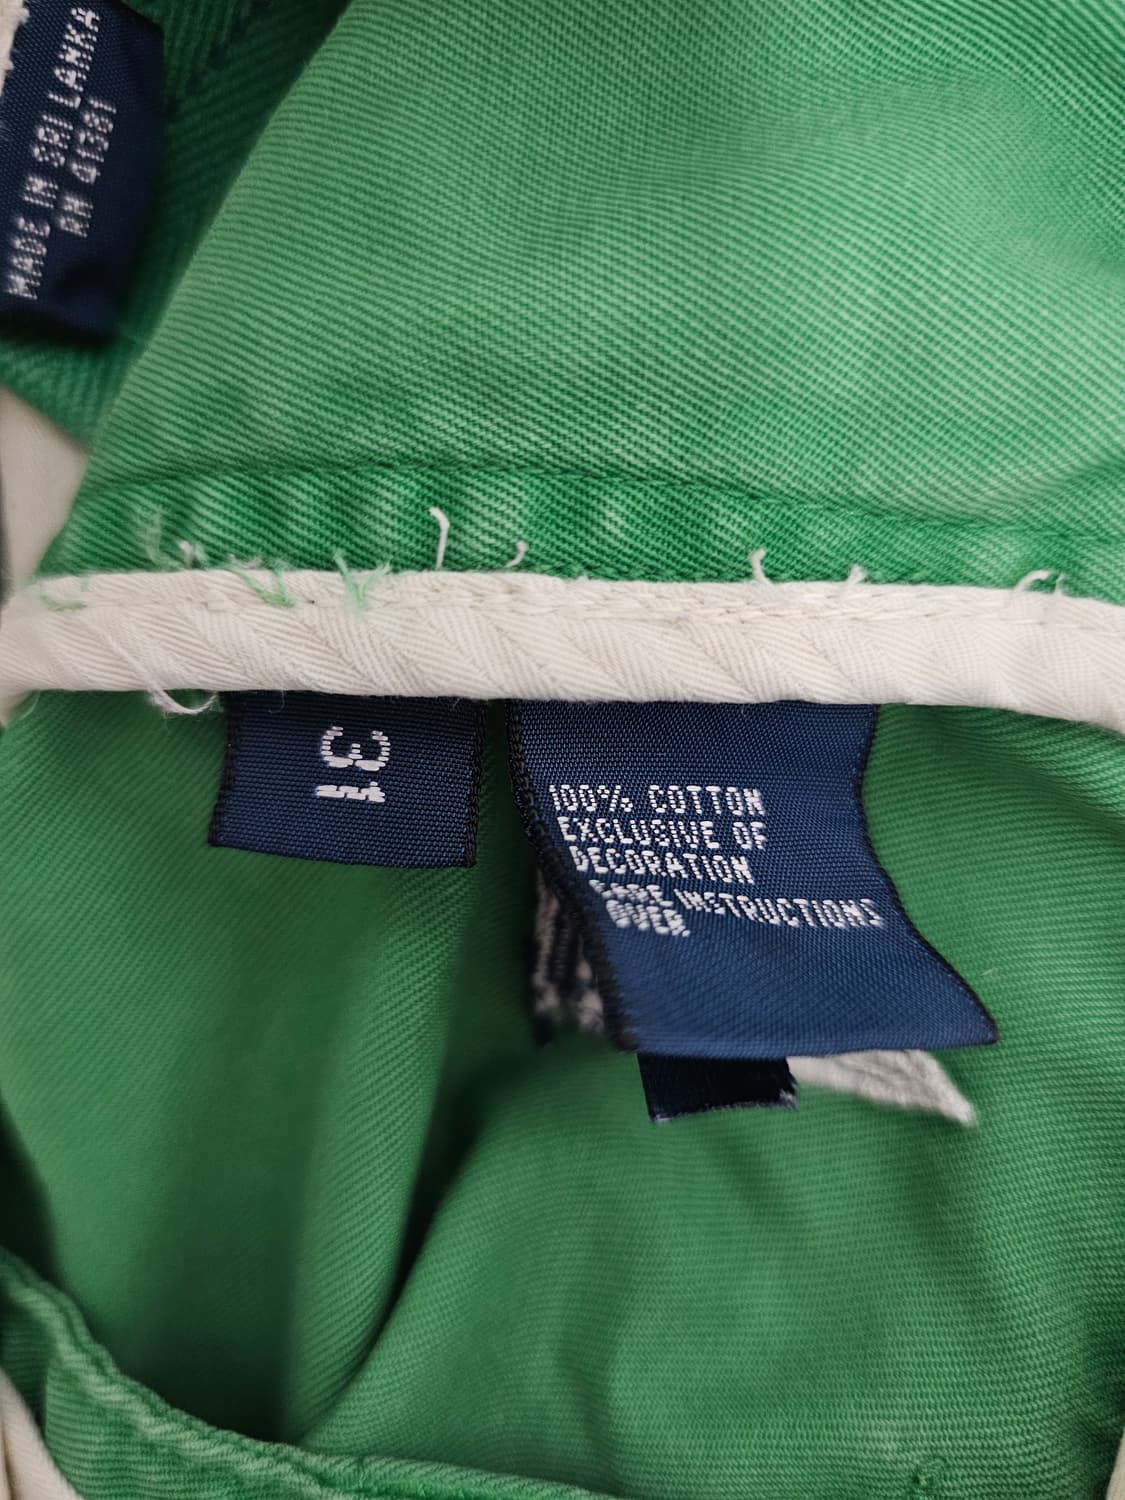 MADE IN SRI LANKA
RN 41381
31
100% COTTON
EXCLUSIVE OF
DECORATION
CARE INSTRUCTIONS
OVER.